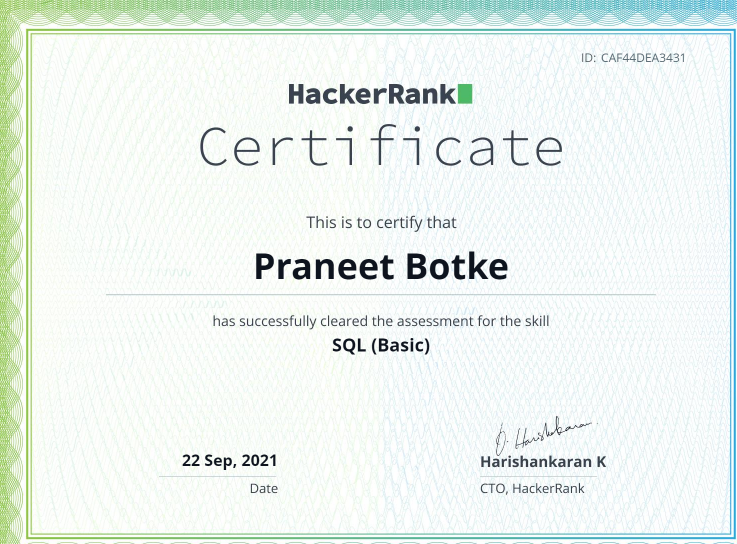 ID: CAF44DEA3431
HackerRank
Certificate
This is to certify that
Praneet Botke
has successfully cleared the assessment for the skill
SQL (Basic)
22 Sep, 2021
Date
Harishankaran K
CTO, HackerRank